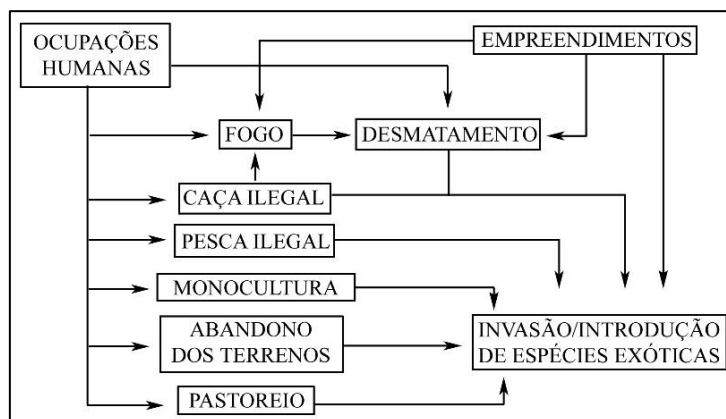 OCUPAÇÕES
HUMANAS
EMPREENDIMENTOS
FOGO
DESMATAMENTO
CAÇA ILEGAL
PESCA ILEGAL
MONOCULTURA
ABANDONO
DOS TERRENOS
INVASÃO/INTRODUÇÃO
DE ESPÉCIES EXÓTICAS
PASTOREIO